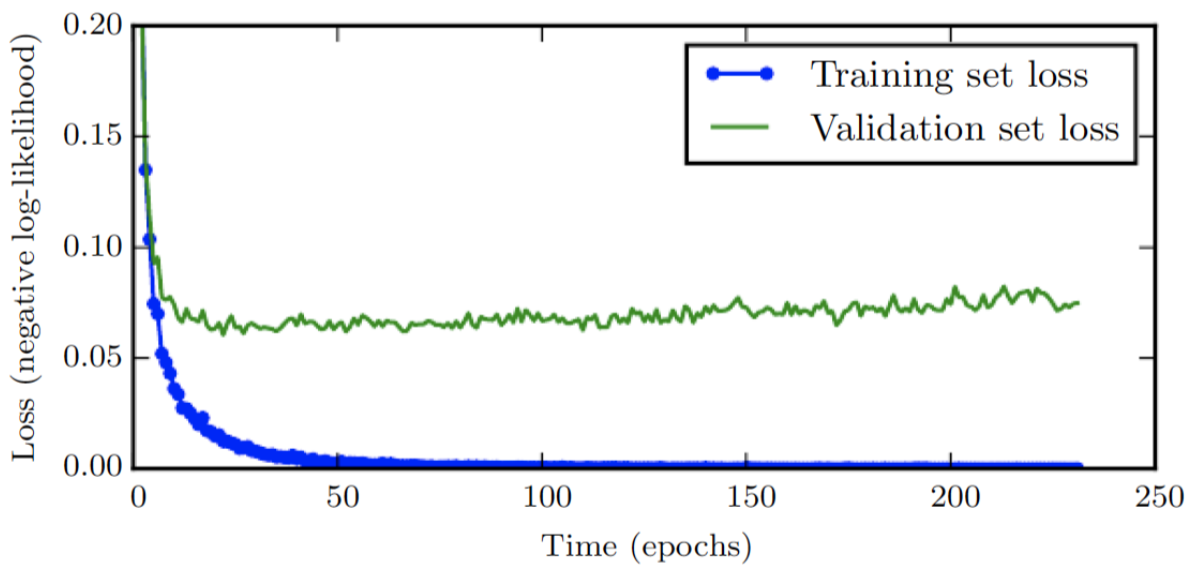 Loss (negative log-likelihood)
0.20
0.15
0.10
0.05
0.00
Training set loss
Validation set loss
0 50 100 150 200 250
Time (epochs)